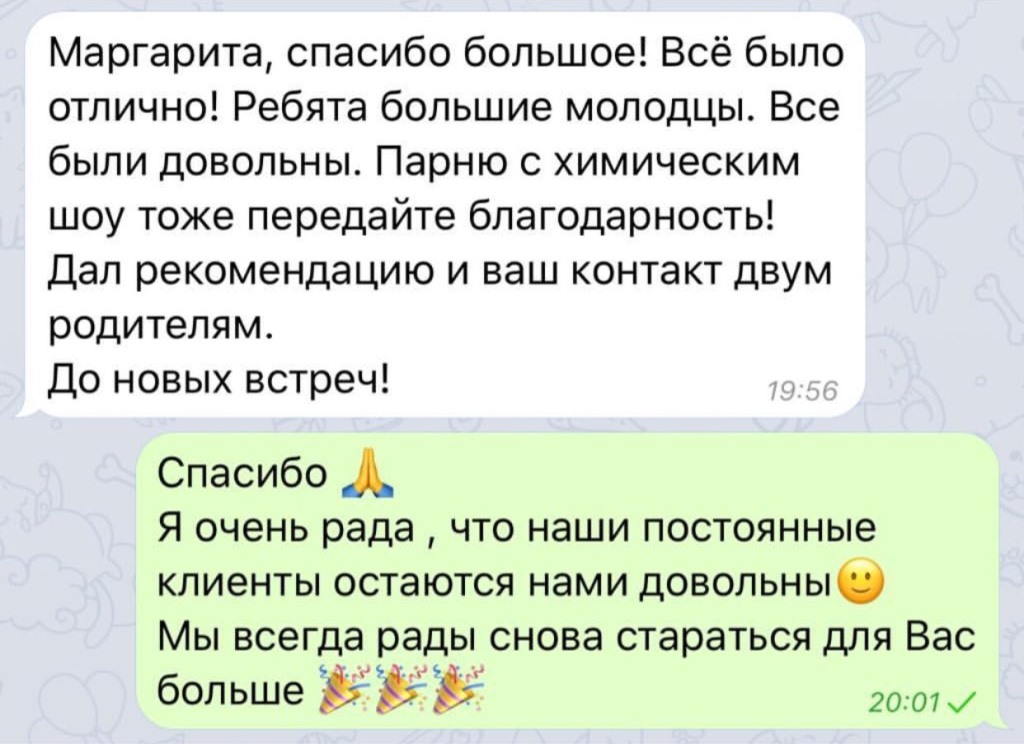 Маргарита, спасибо большое! Всё было
отлично! Ребята большие молодцы. Все
были довольны. Парню с химическим
шоу тоже передайте благодарность!
Дал рекомендацию и ваш контакт двум
родителям.
До новых встреч!
19:56
Спасибо 🙏
Я очень рада , что наши постоянные
клиенты остаются нами довольны🙂
Мы всегда рады снова стараться для Вас
больше 🎉🎉🎉
20:01